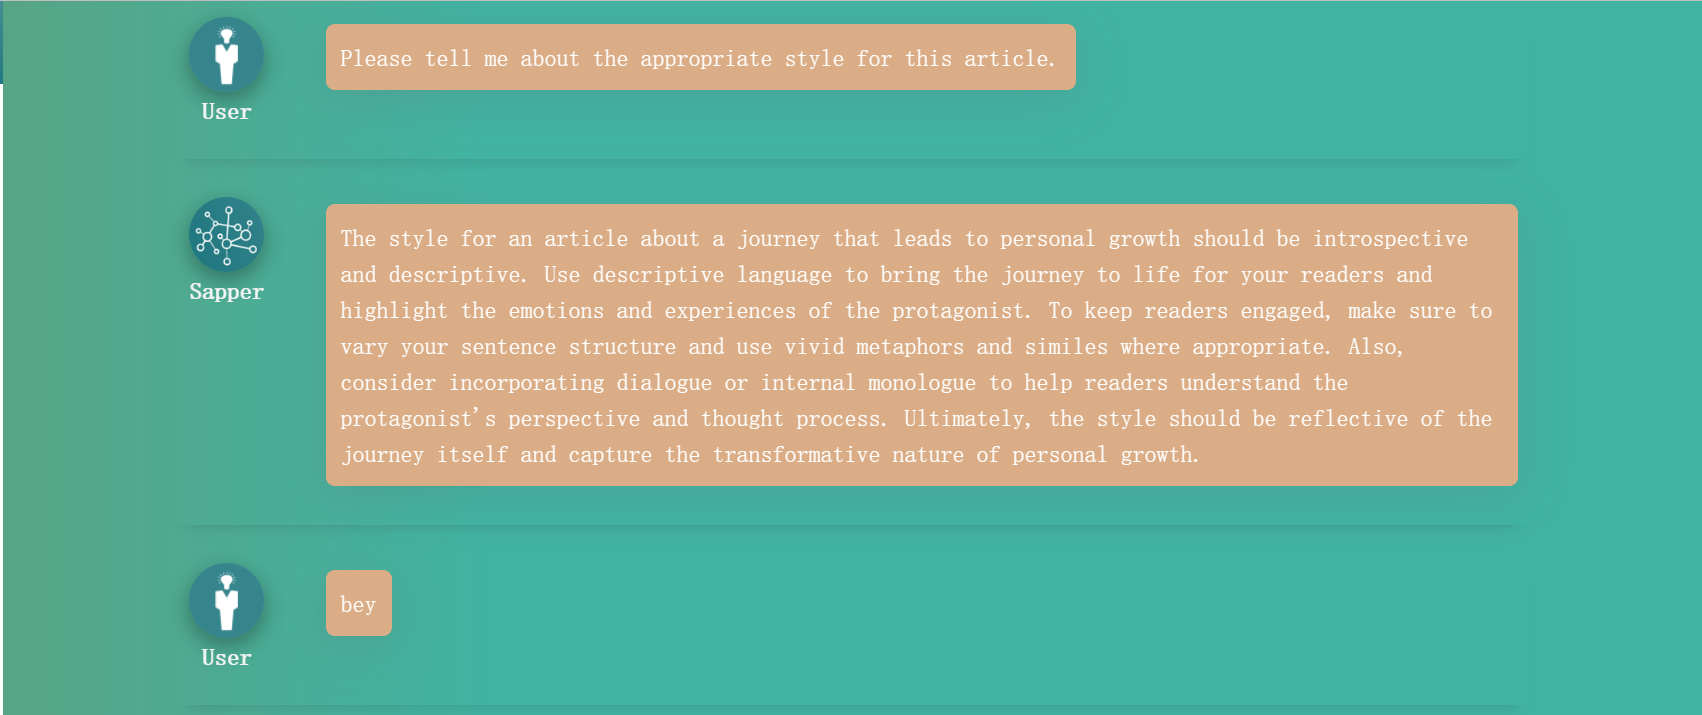 Please tell me about the appropriate style for this article.
User
The style for an article about a journey that leads to personal growth should be introspective
and descriptive. Use descriptive language to bring the journey to life for your readers and
highlight the emotions and experiences of the protagonist. To keep readers engaged, make sure to
vary your sentence structure and use vivid metaphors and similes where appropriate. Also,
consider incorporating dialogue or internal monologue to help readers understand the
protagonist's perspective and thought process. Ultimately, the style should be reflective of the
journey itself and capture the transformative nature of personal growth.
Sapper
bey
User